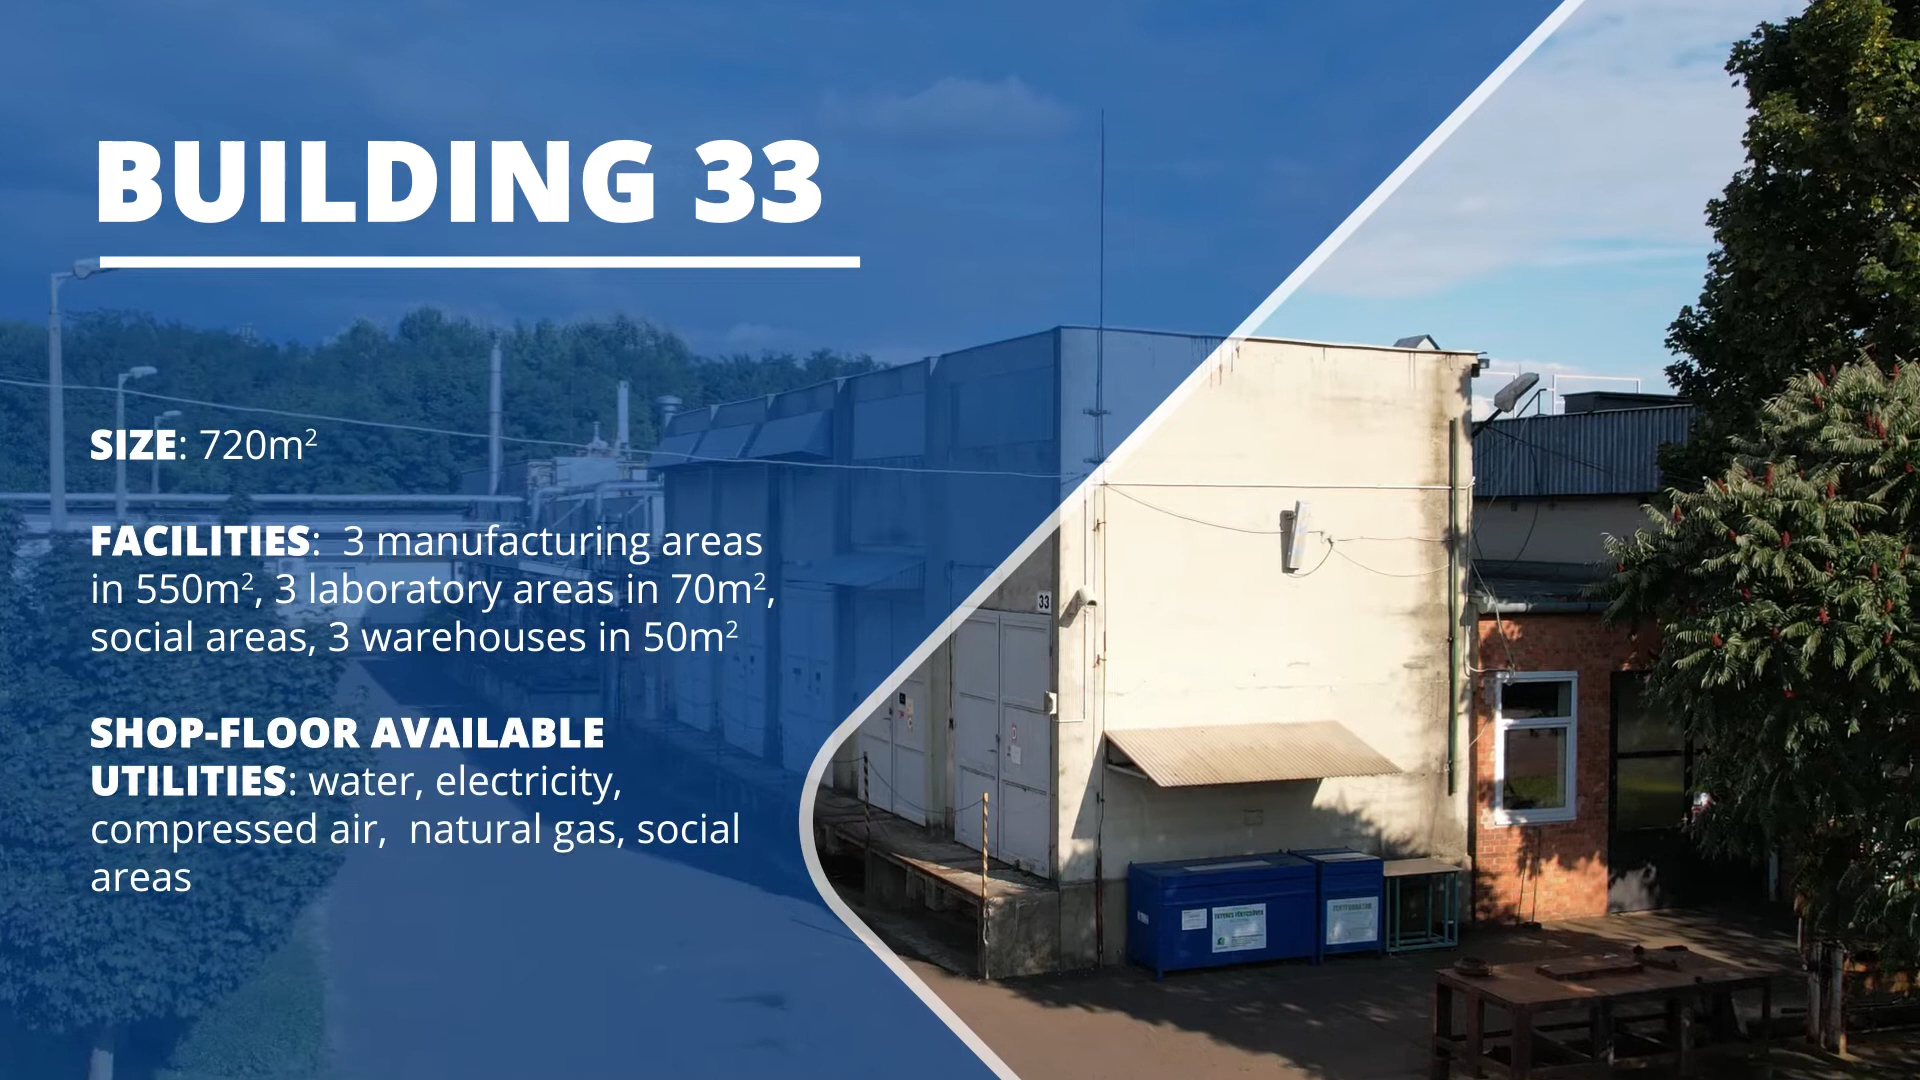 BUILDING 33
SIZE: 720m²
FACILITIES:  3 manufacturing areas
in 550m², 3 laboratory areas in 70m²,
social areas, 3 warehouses in 50m²
SHOP-FLOOR AVAILABLE
UTILITIES: water, electricity,
compressed air,  natural gas, social
areas
33